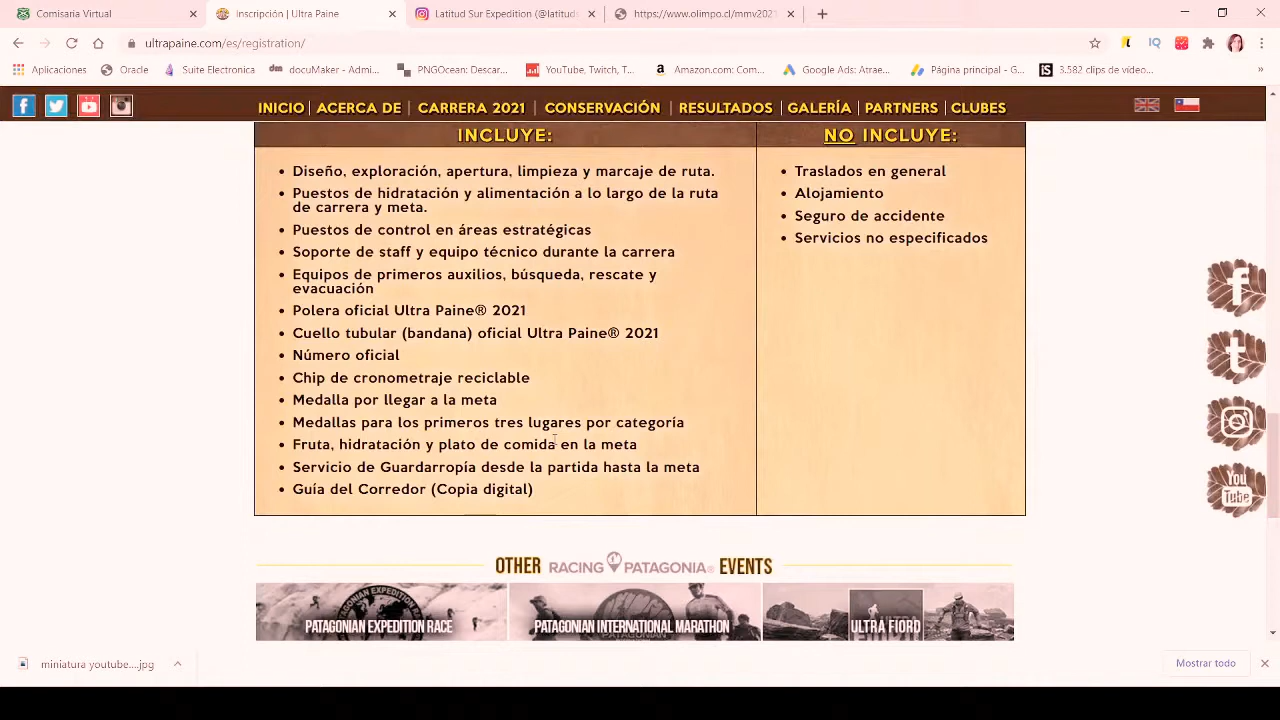 Comisaria Virtual
Inscripción | Ultra Paine
Latitud Sur Expedition (@latituds
https://www.olimpo.cl/mmv2021
ultrapaine.com/es/registration/
Aplicaciones
Oracle
Suite Electronica
docuMaker - Admi...
PNGOcean: Descar...
YouTube, Twitch, T...
Amazon.com: Com...
Google Ads: Atrae...
Página principal - G...
3.582 clips de vídeo...
INICIO | ACERCA DE | CARRERA 2021 | CONSERVACIÓN | RESULTADOS | GALERÍA | PARTNERS | CLUBES
INCLUYE:
Diseño, exploración, apertura, limpieza y marcaje de ruta.
Puestos de hidratación y alimentación a lo largo de la ruta
de carrera y meta.
Puestos de control en áreas estratégicas
Soporte de staff y equipo técnico durante la carrera
Equipos de primeros auxilios, búsqueda, rescate y
evacuación
Polera oficial Ultra Paine® 2021
Cuello tubular (bandana) oficial Ultra Paine® 2021
Número oficial
Chip de cronometraje reciclable
Medalla por llegar a la meta
Medallas para los primeros tres lugares por categoría
Fruta, hidratación y plato de comida en la meta
Servicio de Guardarropía desde la partida hasta la meta
Guía del Corredor (Copia digital)
NO INCLUYE:
Traslados en general
Alojamiento
Seguro de accidente
Servicios no especificados
You
Tube
OTHER RACING PATAGONIA® EVENTS
PATAGONIAN EXPEDITION RACE
PATAGONIAN INTERNATIONAL MARATHON
ULTRA FIORD
miniatura youtube....jpg
Mostrar todo